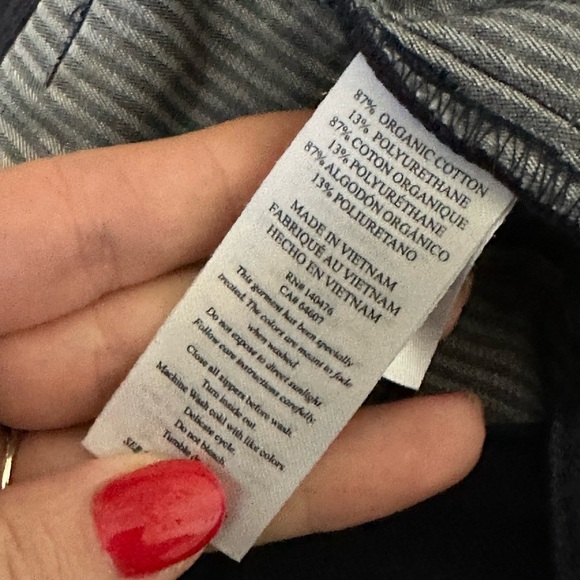 87% ORGANIC COTTON
13% POLYURETHANE
87% COTON ORGANIQUE
13% POLYURÉTHANE
87% ALGODÓN ORGÁNICO
13% POLIURETANO
MADE IN VIETNAM
FABRIQUÉ AU VIETNAM
HECHO EN VIETNAM
RN# 140476
CA# 64607
This garment has been specially
treated. The colors are meant to fade
when washed.
Do not expose to direct sunlight.
Follow care instructions carefully.
Close all zippers before wash.
Turn inside out.
Machine Wash cold with like colors
Delicate cycle.
Do not bleach.
Tumble